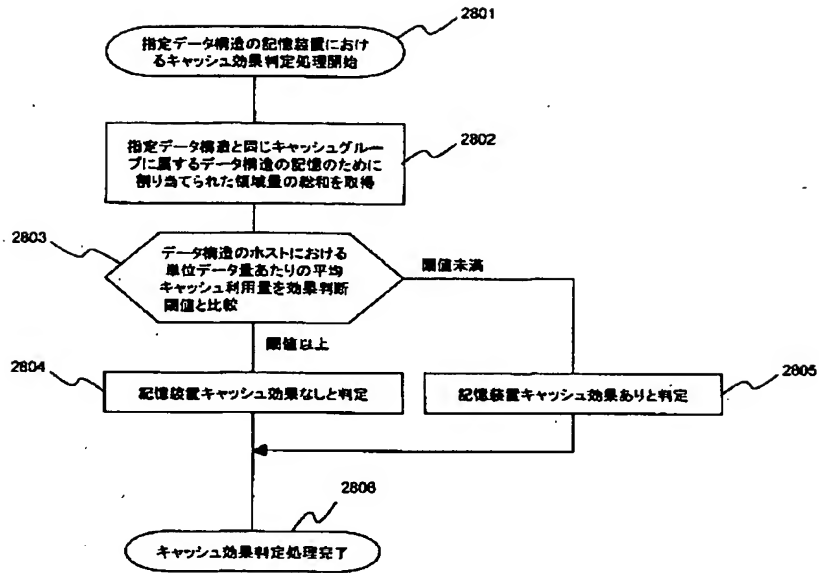 2801
指定データ構造の記憶装置におけ
るキャッシュ効果判定処理開始
2802
指定データ構造と同じキャッシュグルー
プに属するデータ構造の記憶のために
割り当てられた領域量の総和を取得
2803
データ構造のホストにおける
単位データ量あたりの平均
キャッシュ利用量を効果判断
閾値と比較
閾値未満
閾値以上
2804
記憶装置キャッシュ効果なしと判定
記憶装置キャッシュ効果ありと判定
2805
2806
キャッシュ効果判定処理完了